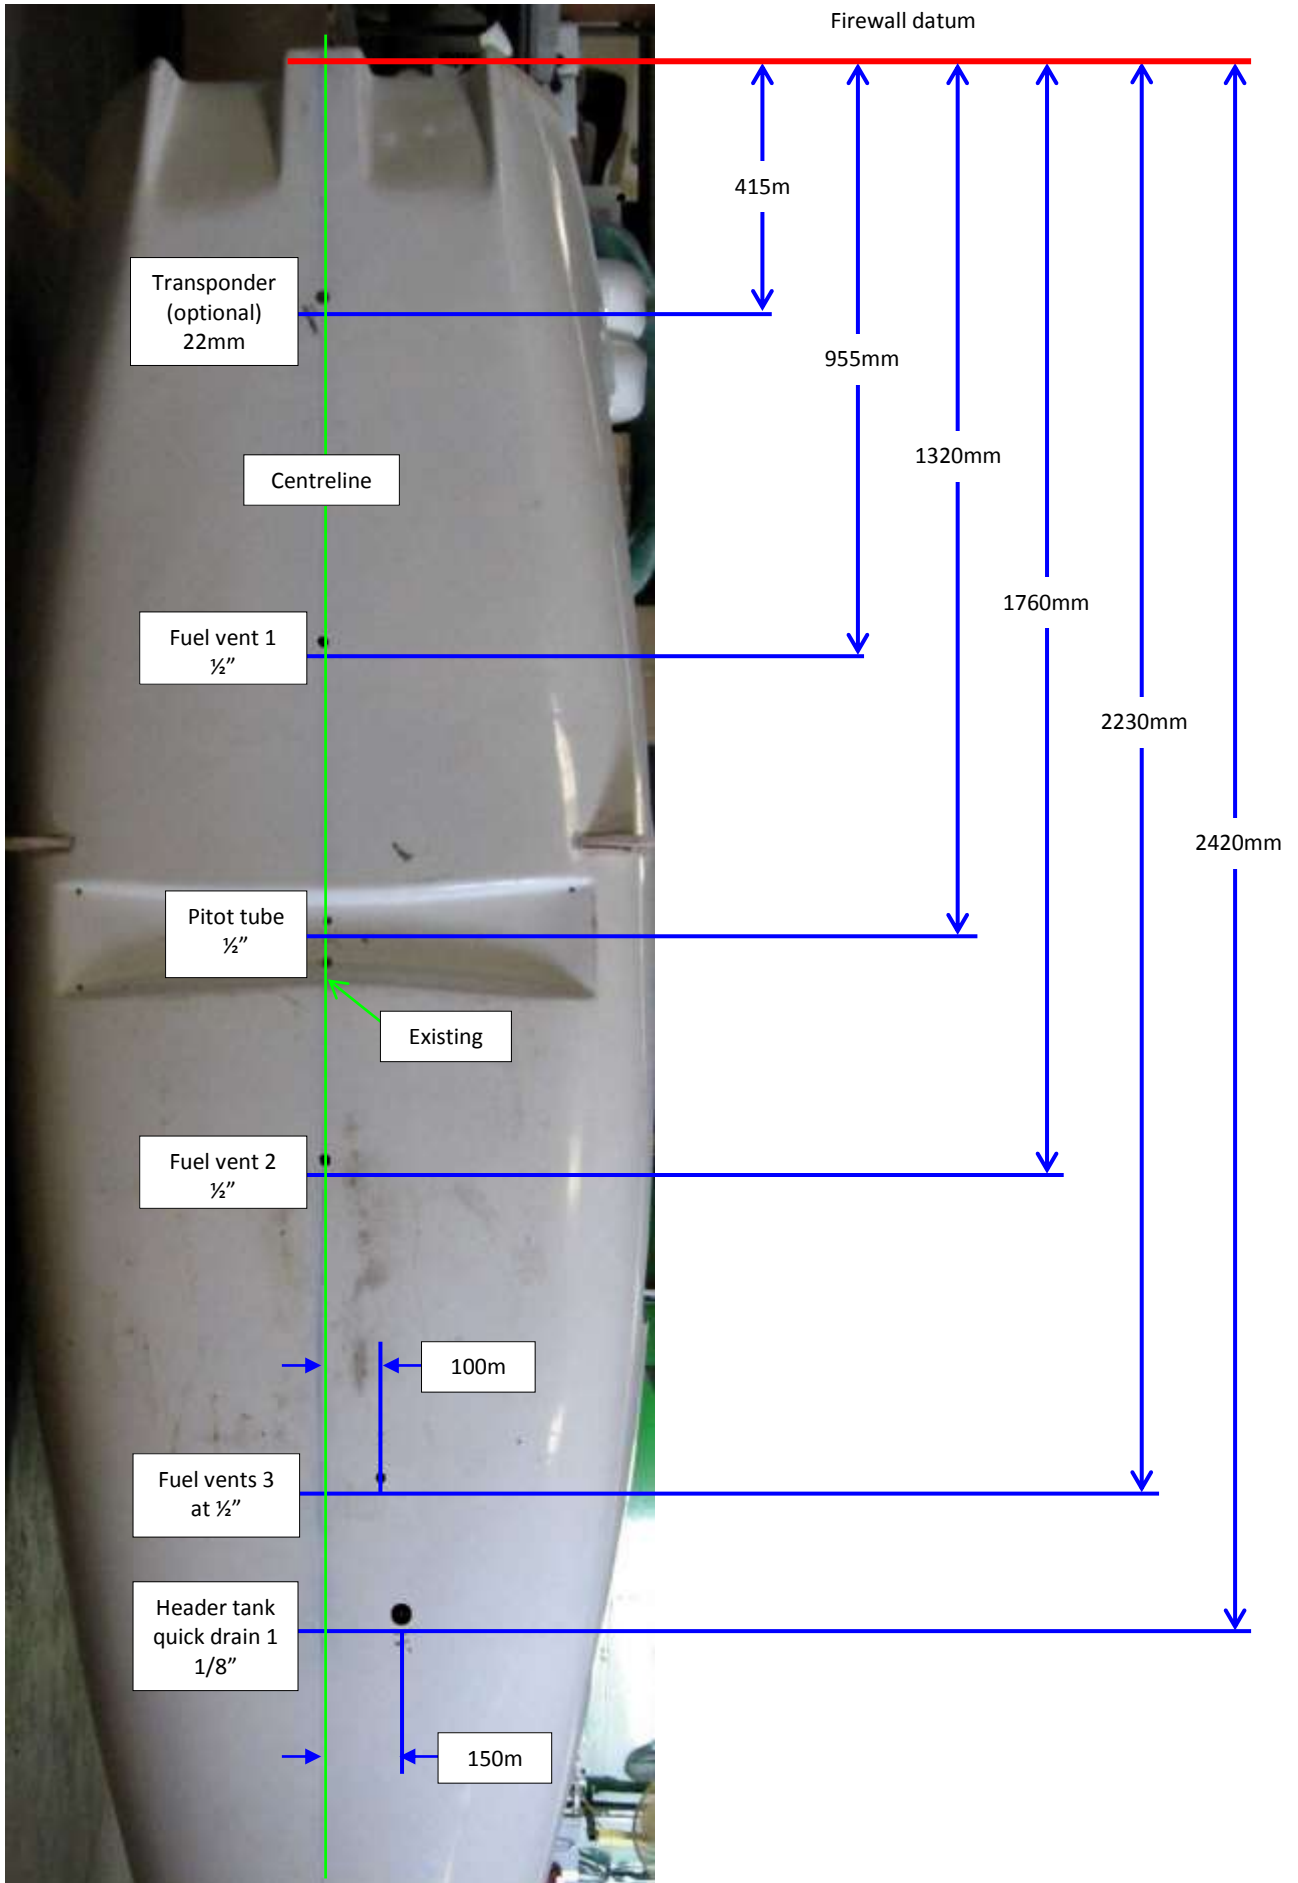 Firewall datum
415m
Transponder
(optional)
22mm
955mm
1320mm
Centreline
1760mm
Fuel vent 1
½”
2230mm
2420mm
Pitot tube
½”
Existing
Fuel vent 2
½”
100m
Fuel vents 3
at ½”
Header tank
quick drain 1
1/8”
150m